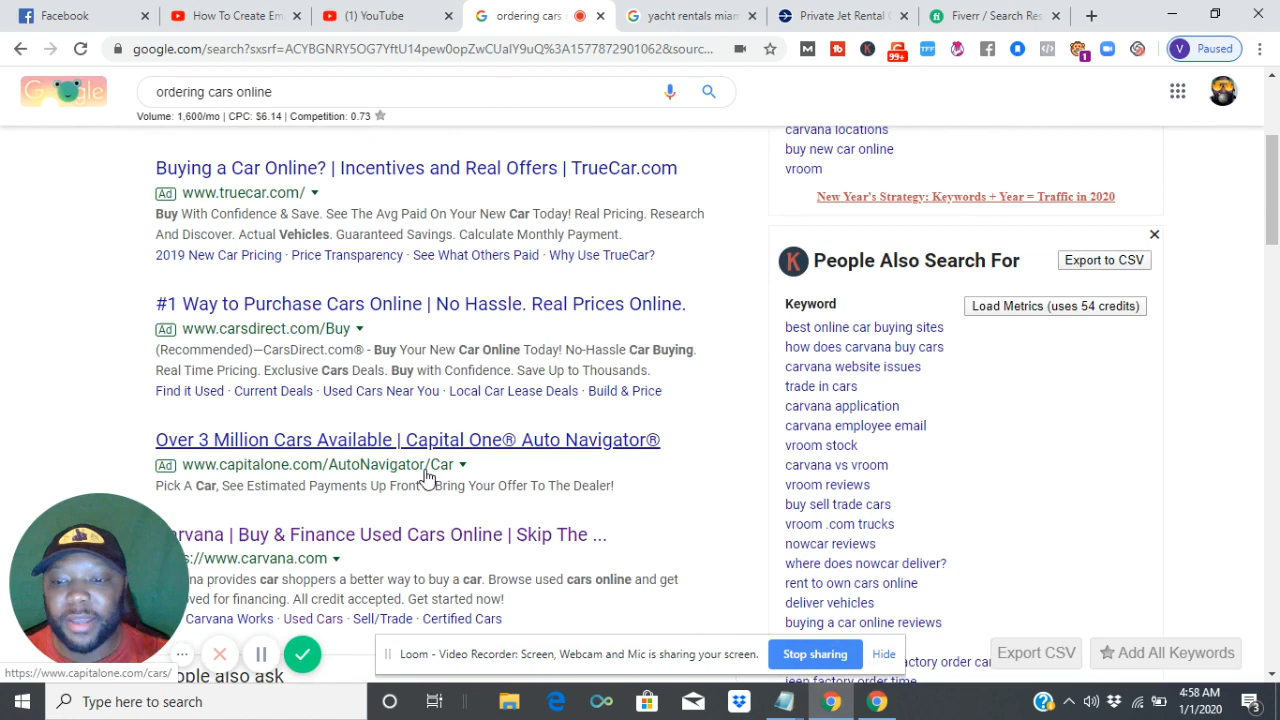 Facebook
How To Create Em
(1) YouTube
ordering cars
yacht rentals miam
Private Jet Rental
Fiverr / Search Res
google.com/search?sxsrf=ACYBGNRY5OG7YftU14pew0opZwCUaIY9uQ%3A1577872901062&sourc...
99+
TFF
1
V Paused
Google
ordering cars online
Volume: 1,600/mo | CPC: $6.14 | Competition: 0.73
Buying a Car Online? | Incentives and Real Offers | TrueCar.com
Ad www.truecar.com/
Buy With Confidence & Save. See The Avg Paid On Your New Car Today! Real Pricing. Research
And Discover. Actual Vehicles. Guaranteed Savings. Calculate Monthly Payment.
2019 New Car Pricing · Price Transparency · See What Others Paid · Why Use TrueCar?
#1 Way to Purchase Cars Online | No Hassle. Real Prices Online.
Ad www.carsdirect.com/Buy
(Recommended)—CarsDirect.com® - Buy Your New Car Online Today! No-Hassle Car Buying.
Real Time Pricing. Exclusive Cars Deals. Buy with Confidence. Save Up to Thousands.
Find it Used · Current Deals · Used Cars Near You · Local Car Lease Deals · Build & Price
Over 3 Million Cars Available | Capital One® Auto Navigator®
Ad www.capitalone.com/AutoNavigator/Car
Pick A Car, See Estimated Payments Up Front Bring Your Offer To The Dealer!
arvana | Buy & Finance Used Cars Online | Skip The ...
s://www.carvana.com
na provides car shoppers a better way to buy a car. Browse used cars online and get
oved for financing. All credit accepted. Get started now!
Carvana Works · Used Cars · Sell/Trade · Certified Cars
ople also ask
carvana locations
buy new car online
vroom
New Year's Strategy: Keywords + Year = Traffic in 2020
K People Also Search For
Export to CSV
Keyword
Load Metrics (uses 54 credits)
best online car buying sites
how does carvana buy cars
carvana website issues
trade in cars
carvana application
carvana employee email
vroom stock
carvana vs vroom
vroom reviews
buy sell trade cars
vroom .com trucks
nowcar reviews
where does nowcar deliver?
rent to own cars online
deliver vehicles
buying a car online reviews
factory order car
jeep factory order time
Export CSV
Add All Keywords
Loom - Video Recorder: Screen, Webcam and Mic is sharing your screen.
Stop sharing
Hide
https://www.capitalone.com/cars/
Type here to search
4:58 AM
1/1/2020
3